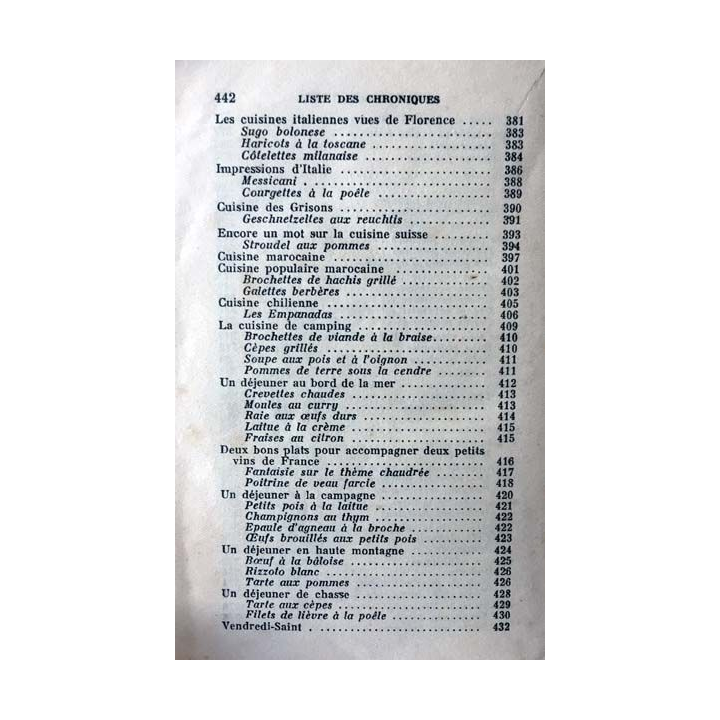 442 LISTE DES CHRONIQUES
Les cuisines italiennes vues de Florence ..... 381
Sugo bolonese ..... 383
Haricots à la toscane ..... 383
Côtelettes milanaise ..... 384
Impressions d'Italie ..... 386
Messicani ..... 388
Courgettes à la poêle ..... 389
Cuisine des Grisons ..... 390
Geschnetzeltes aux reuchtis ..... 391
Encore un mot sur la cuisine suisse ..... 393
Stroudel aux pommes ..... 394
Cuisine marocaine ..... 397
Cuisine populaire marocaine ..... 401
Brochettes de hachis grillé ..... 402
Galettes berbères ..... 403
Cuisine chilienne ..... 405
Les Empanadas ..... 406
La cuisine de camping ..... 409
Brochettes de viande à la braise ..... 410
Cèpes grillés ..... 410
Soupe aux pois et à l'oignon ..... 411
Pommes de terre sous la cendre ..... 411
Un déjeuner au bord de la mer ..... 412
Crevettes chaudes ..... 413
Moules au curry ..... 413
Raie aux œufs durs ..... 414
Laitue à la crème ..... 415
Fraises au citron ..... 415
Deux bons plats pour accompagner deux petits
vins de France ..... 416
Fantaisie sur le thème chaudrée ..... 417
Poitrine de veau farcie ..... 418
Un déjeuner à la campagne ..... 420
Petits pois à la laitue ..... 421
Champignons au thym ..... 422
Epaule d'agneau à la broche ..... 422
Œufs brouillés aux petits pois ..... 423
Un déjeuner en haute montagne ..... 424
Bœuf à la bâloise ..... 425
Rizzoto blanc ..... 426
Tarte aux pommes ..... 426
Un déjeuner de chasse ..... 428
Tarte aux cèpes ..... 429
Filets de lièvre à la poêle ..... 430
Vendredi-Saint ..... 432